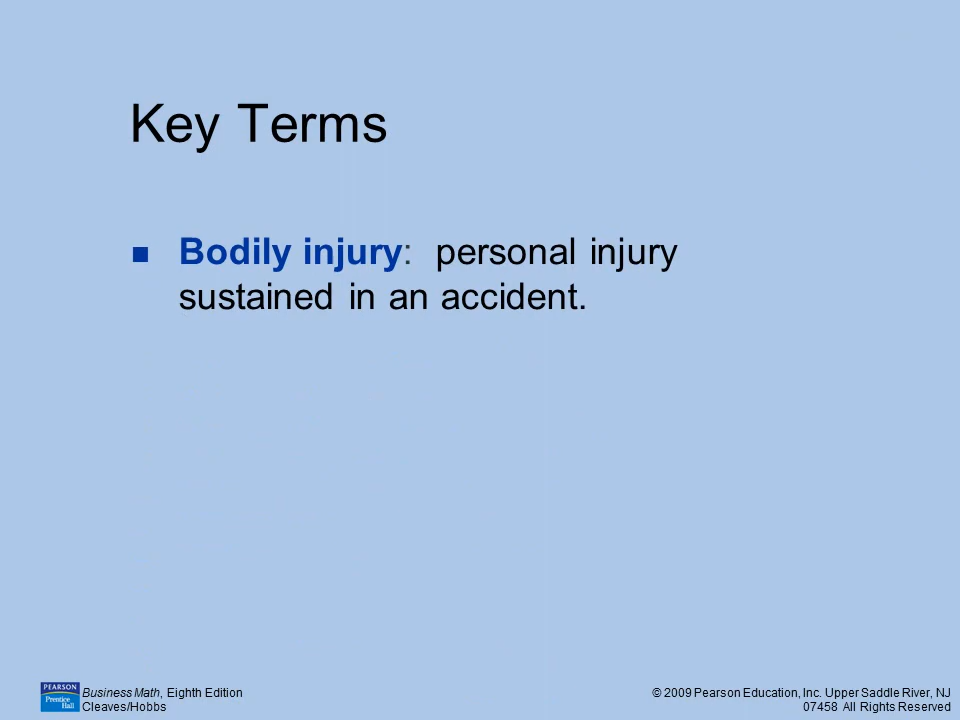 Key Terms
Bodily injury: personal injury
sustained in an accident.
PEARSON
Prentice
Hall
Business Math, Eighth Edition
Cleaves/Hobbs
© 2009 Pearson Education, Inc. Upper Saddle River, NJ
07458 All Rights Reserved